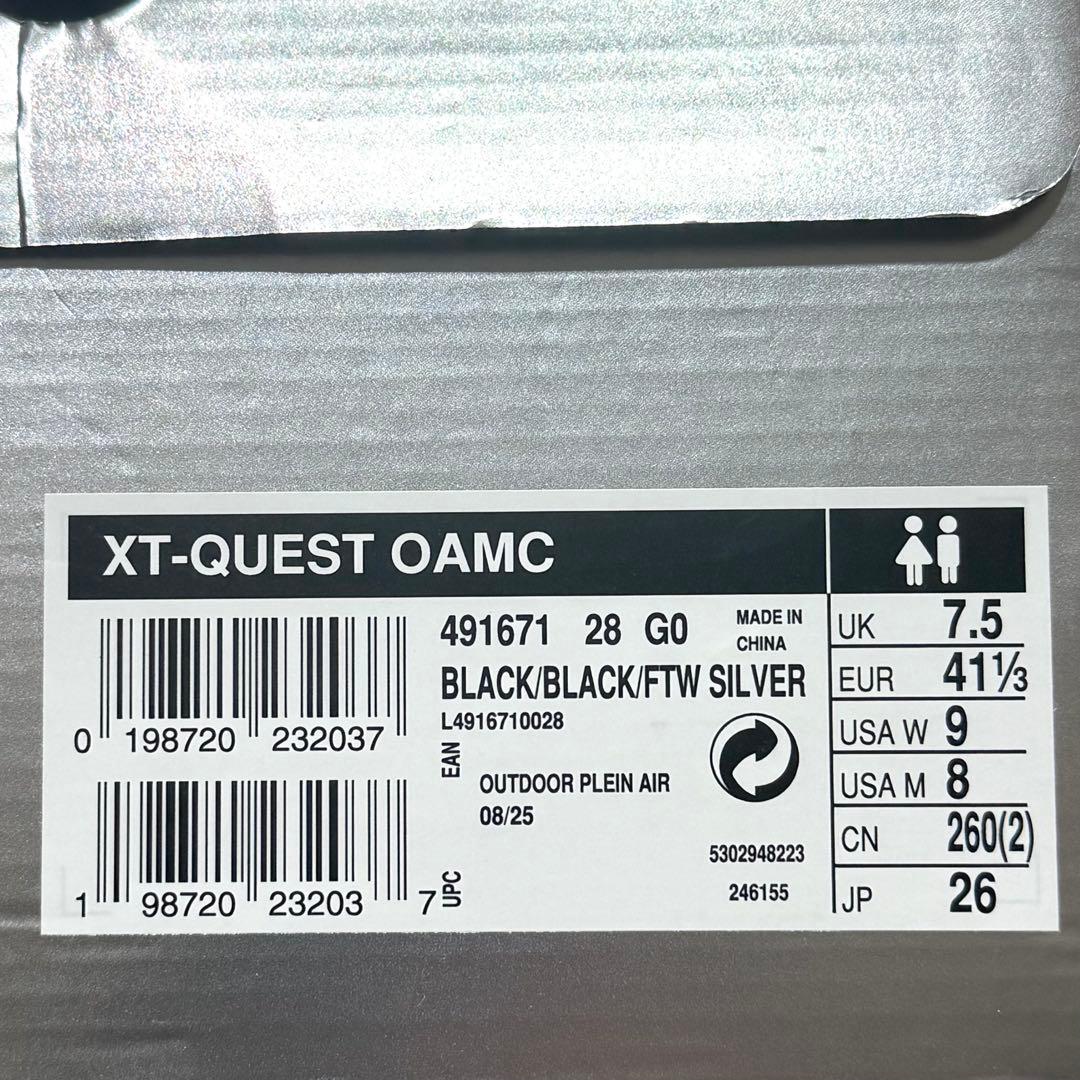 XT-QUEST OAMC
0 198720 232037
EAN
1 98720 23203 7
UPC
491671 28 G0
MADE IN
CHINA
BLACK/BLACK/FTW SILVER
L4916710028
OUTDOOR PLEIN AIR
08/25
5302948223
246155
UK 7.5
EUR 41⅓
USA W 9
USA M 8
CN 260(2)
JP 26